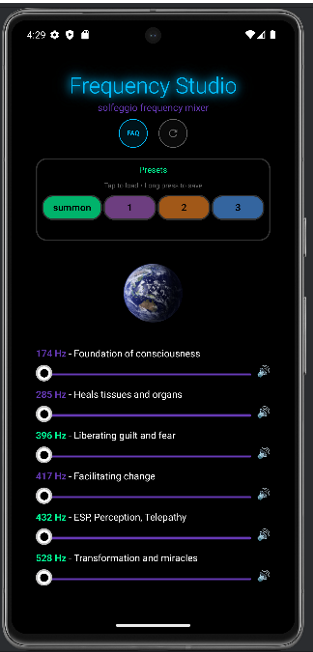 4:29
Frequency Studio
solfeggio frequency mixer
FAQ
Presets
Tap to load • Long press to save
summon 1 2 3
174 Hz - Foundation of consciousness
285 Hz - Heals tissues and organs
396 Hz - Liberating guilt and fear
417 Hz - Facilitating change
432 Hz - ESP, Perception, Telepathy
528 Hz - Transformation and miracles